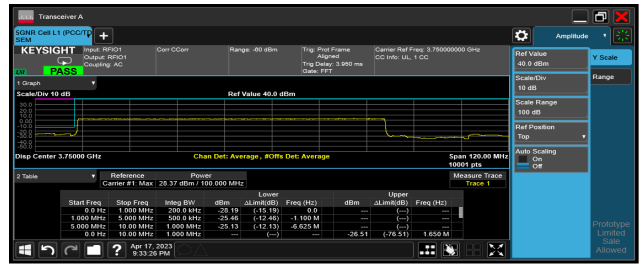 Transceiver A
5GNR Cell L1 (PCC/TD
SEM
Amplitude
KEYSIGHT
Input: RFIO1
Output: RFIO1
Coupling: AC
Corr CCorr
Range: -60 dBm
Trig: Prot Frame
Aligned
Trig Delay: 3.950 ms
Gate: FFT
Carrier Ref Freq: 3.750000000 GHz
CC Info: UL, 1 CC
PASS
1 Graph
Scale/Div 10 dB
Ref Value 40.0 dBm
30.0
20.0
10.0
0.00
-10.0
-20.0
-30.0
-40.0
-50.0
Disp Center 3.75000 GHz
Chan Det: Average , #Offs Det: Average
Span 120.00 MHz
10001 pts
2 Table
Reference Power
Carrier #1: Max 28.37 dBm / 100.000 MHz
Measure Trace
Trace 1
Lower Upper
Start Freq Stop Freq Integ BW dBm ΔLimit(dB) Freq (Hz) dBm ΔLimit(dB) Freq (Hz)
0.0 Hz 1.000 MHz 200.0 kHz -28.19 (-15.19) 0.0 --- (---) ---
1.000 MHz 5.000 MHz 500.0 kHz -25.46 (-12.46) -1.100 M --- (---) ---
5.000 MHz 10.00 MHz 1.000 MHz -25.13 (-12.13) -6.625 M --- (---) ---
0.0 Hz 10.00 MHz 1.000 MHz --- (---) --- -26.51 (-76.51) 1.650 M
Ref Value
40.0 dBm
Scale/Div
10 dB
Scale Range
100 dB
Ref Position
Top
Auto Scaling
On
Off
Y Scale
Range
Prototype
Limited
Sale
Allowed
?
Apr 17, 2023
9:33:26 PM